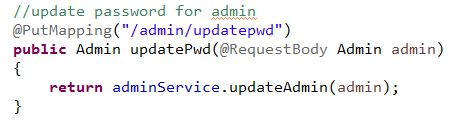 //update password for admin
@PutMapping("/admin/updatepwd")
public Admin updatePwd(@RequestBody Admin admin)
{
    return adminService.updateAdmin(admin);
}